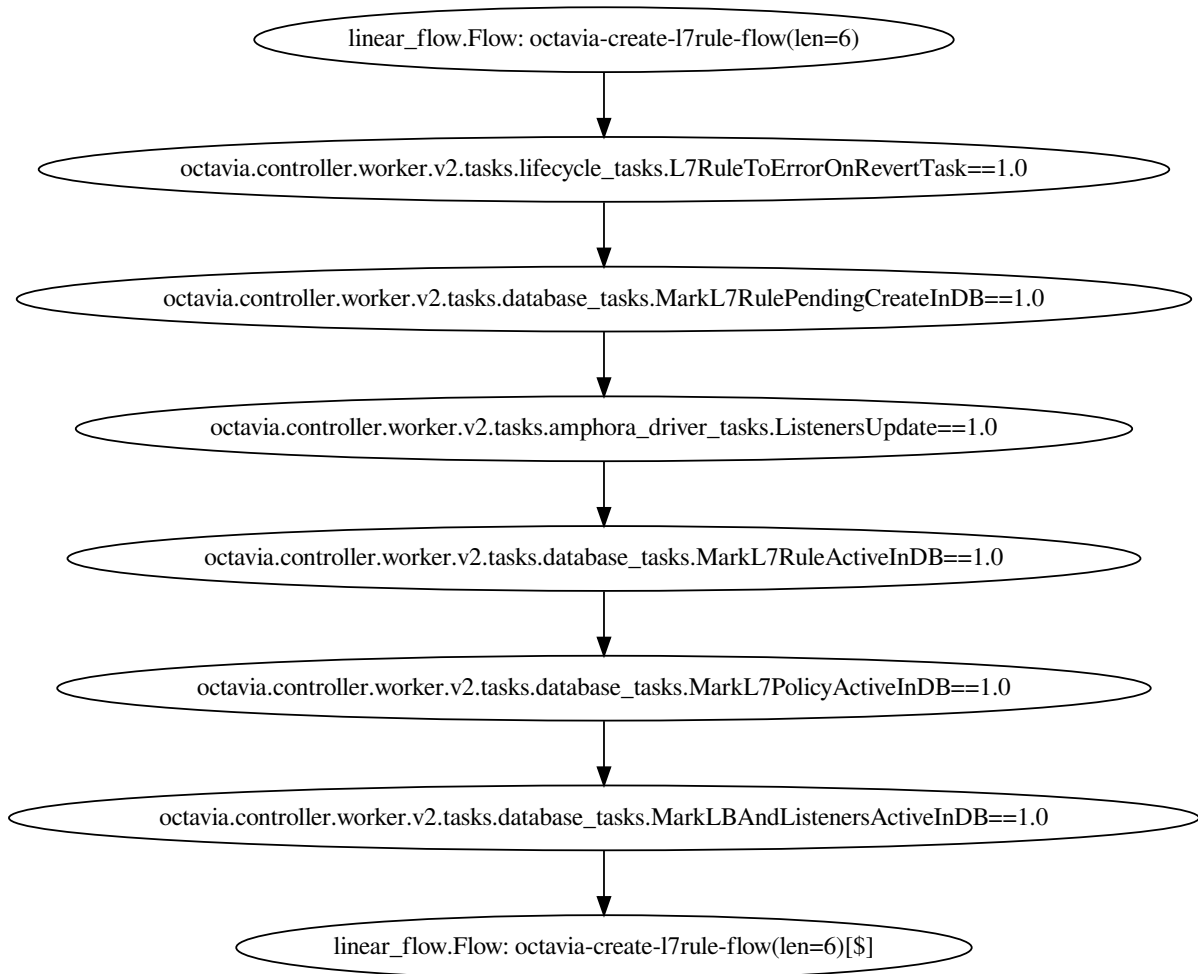 linear_flow.Flow: octavia-create-l7rule-flow(len=6)
octavia.controller.worker.v2.tasks.lifecycle_tasks.L7RuleToErrorOnRevertTask==1.0
octavia.controller.worker.v2.tasks.database_tasks.MarkL7RulePendingCreateInDB==1.0
octavia.controller.worker.v2.tasks.amphora_driver_tasks.ListenersUpdate==1.0
octavia.controller.worker.v2.tasks.database_tasks.MarkL7RuleActiveInDB==1.0
octavia.controller.worker.v2.tasks.database_tasks.MarkL7PolicyActiveInDB==1.0
octavia.controller.worker.v2.tasks.database_tasks.MarkLBAndListenersActiveInDB==1.0
linear_flow.Flow: octavia-create-l7rule-flow(len=6)[$]